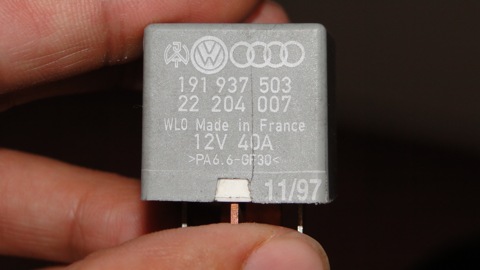 191 937 503
22 204 007
WLO Made in France
12V 40A
>PA6.6-GF30<
11/97